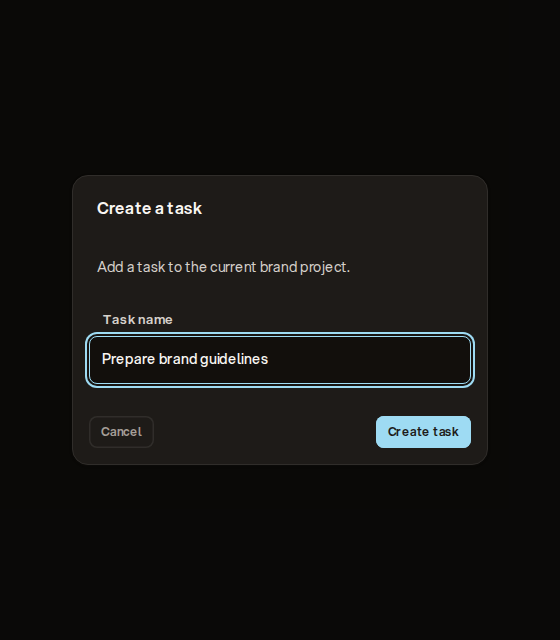 Create a task
Add a task to the current brand project.
Task name
Prepare brand guidelines
Cancel
Create task